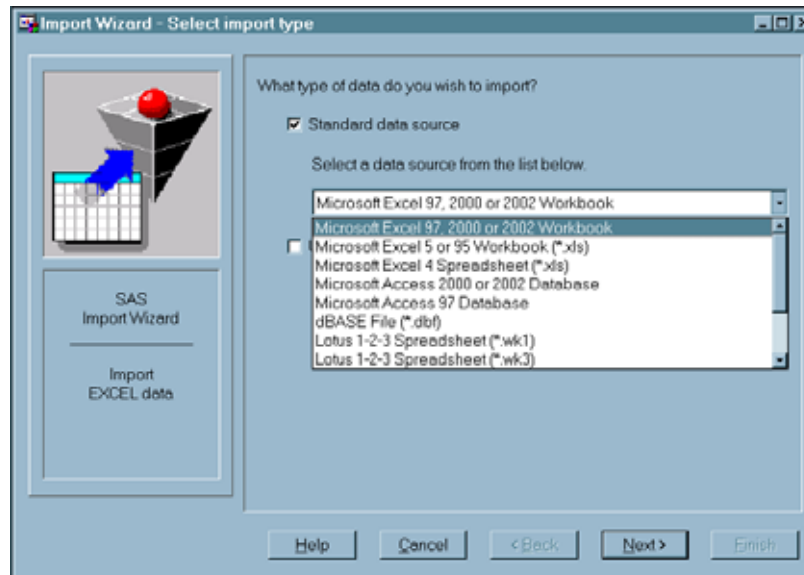 Import Wizard - Select import type
What type of data do you wish to import?
Standard data source
Select a data source from the list below.
Microsoft Excel 97, 2000 or 2002 Workbook
Microsoft Excel 97, 2000 or 2002 Workbook
Microsoft Excel 5 or 95 Workbook (*.xls)
Microsoft Excel 4 Spreadsheet (*.xls)
Microsoft Access 2000 or 2002 Database
Microsoft Access 97 Database
dBASE File (*.dbf)
Lotus 1-2-3 Spreadsheet (*.wk1)
Lotus 1-2-3 Spreadsheet (*.wk3)
SAS
Import Wizard
Import
EXCEL data
Help Cancel < Back Next > Finish